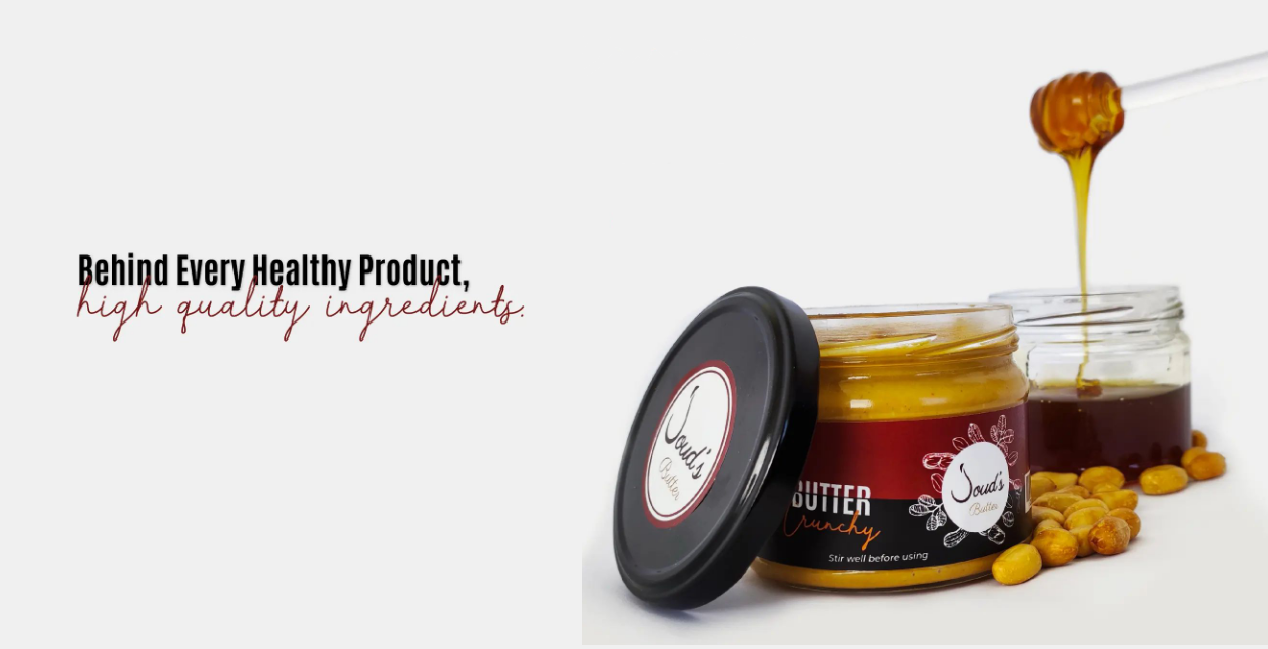 Behind Every Healthy Product,
high quality ingredients.
Joud's
Butter
BUTTER
Crunchy
Stir well before using
Joud's
Butter